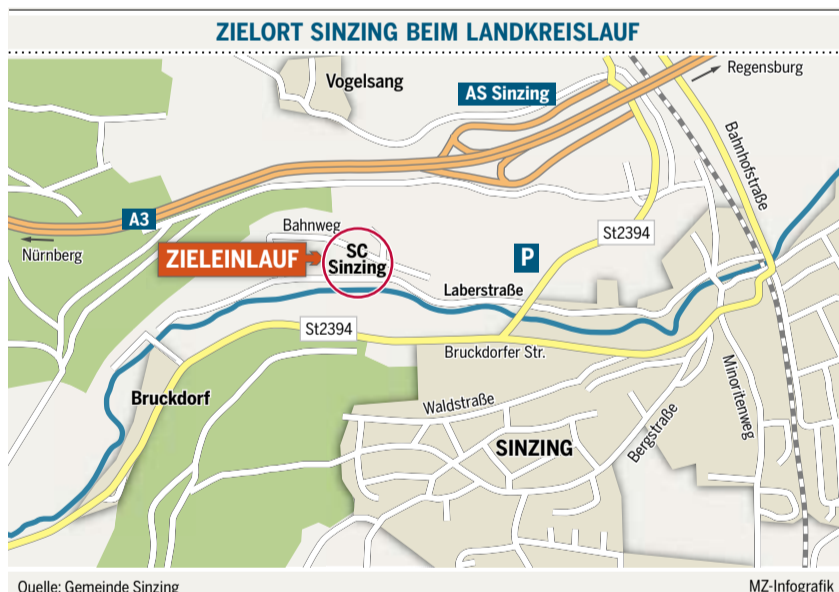 ZIELORT SINZING BEIM LANDKREISLAUF
Vogelsang
AS Sinzing
Regensburg
Bahnhofstraße
A3
Nürnberg
Bahnweg
ZIELEINLAUF
SC
Sinzing
P
St2394
Laberstraße
St2394
Bruckdorfer Str.
Bruckdorf
Waldstraße
SINZING
Bergstraße
Minoritenweg
Quelle: Gemeinde Sinzing
MZ-Infografik